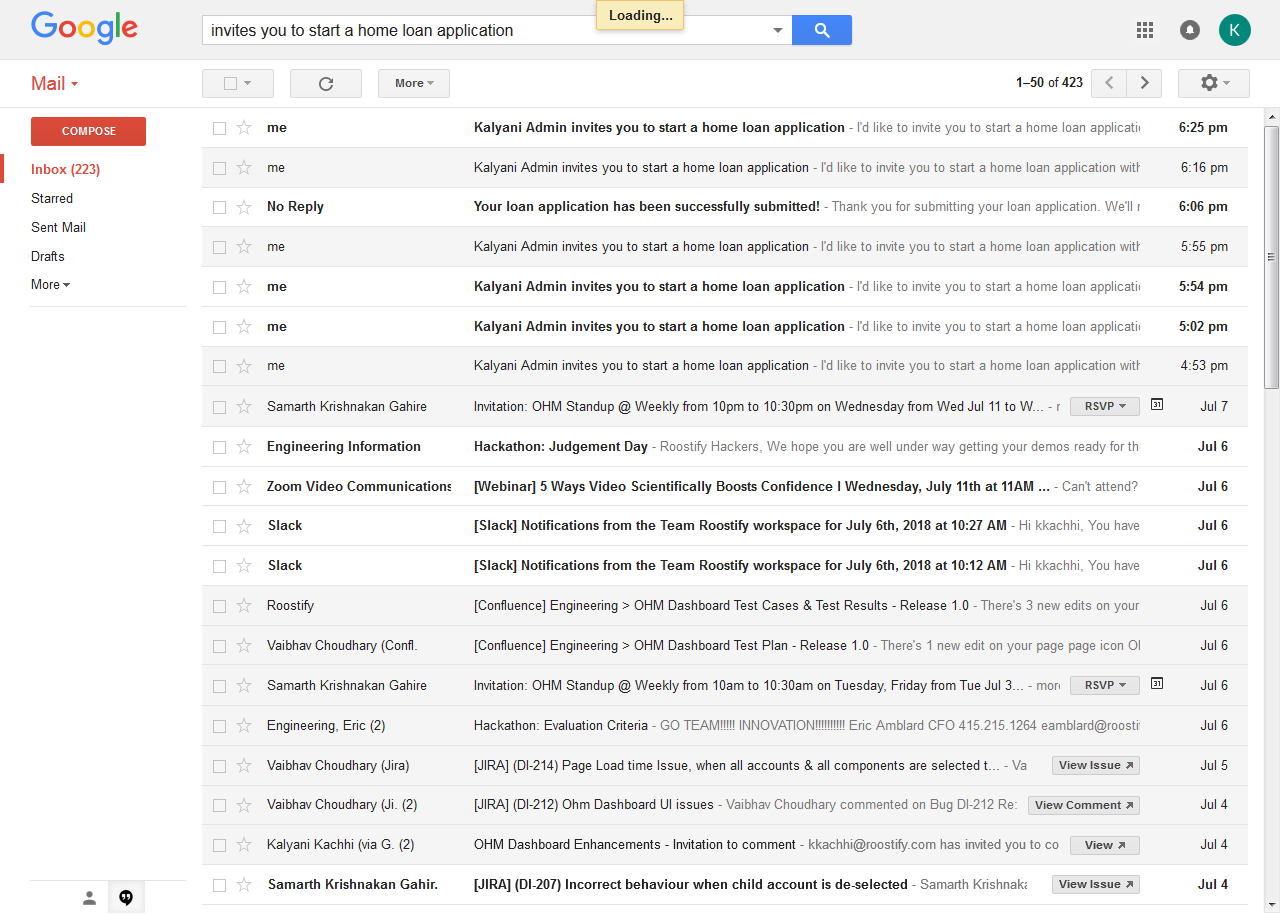 Google
invites you to start a home loan application
Loading...
K
Mail
More
1–50 of 423
COMPOSE
Inbox (223)
Starred
Sent Mail
Drafts
More
me Kalyani Admin invites you to start a home loan application - I'd like to invite you to start a home loan applicati 6:25 pm
me Kalyani Admin invites you to start a home loan application - I'd like to invite you to start a home loan application with 6:16 pm
No Reply Your loan application has been successfully submitted! - Thank you for submitting your loan application. We'll r 6:06 pm
me Kalyani Admin invites you to start a home loan application - I'd like to invite you to start a home loan application with 5:55 pm
me Kalyani Admin invites you to start a home loan application - I'd like to invite you to start a home loan applicati 5:54 pm
me Kalyani Admin invites you to start a home loan application - I'd like to invite you to start a home loan applicati 5:02 pm
me Kalyani Admin invites you to start a home loan application - I'd like to invite you to start a home loan application with 4:53 pm
Samarth Krishnakan Gahire Invitation: OHM Standup @ Weekly from 10pm to 10:30pm on Wednesday from Wed Jul 11 to W... - r RSVP 31 Jul 7
Engineering Information Hackathon: Judgement Day - Roostify Hackers, We hope you are well under way getting your demos ready for the Jul 6
Zoom Video Communications [Webinar] 5 Ways Video Scientifically Boosts Confidence I Wednesday, July 11th at 11AM ... - Can't attend? Jul 6
Slack [Slack] Notifications from the Team Roostify workspace for July 6th, 2018 at 10:27 AM - Hi kkachhi, You have Jul 6
Slack [Slack] Notifications from the Team Roostify workspace for July 6th, 2018 at 10:12 AM - Hi kkachhi, You have Jul 6
Roostify [Confluence] Engineering > OHM Dashboard Test Cases & Test Results - Release 1.0 - There's 3 new edits on your Jul 6
Vaibhav Choudhary (Confl. [Confluence] Engineering > OHM Dashboard Test Plan - Release 1.0 - There's 1 new edit on your page page icon Ol Jul 6
Samarth Krishnakan Gahire Invitation: OHM Standup @ Weekly from 10am to 10:30am on Tuesday, Friday from Tue Jul 3... - more RSVP 31 Jul 6
Engineering, Eric (2) Hackathon: Evaluation Criteria - GO TEAM!!!!! INNOVATION!!!!!!!!!! Eric Amblard CFO 415.215.1264 eamblard@roostif Jul 6
Vaibhav Choudhary (Jira) [JIRA] (DI-214) Page Load time Issue, when all accounts & all components are selected t... - Va View Issue Jul 5
Vaibhav Choudhary (Ji. (2) [JIRA] (DI-212) Ohm Dashboard UI issues - Vaibhav Choudhary commented on Bug DI-212 Re: View Comment Jul 4
Kalyani Kachhi (via G. (2) OHM Dashboard Enhancements - Invitation to comment - kkachhi@roostify.com has invited you to co View Jul 4
Samarth Krishnakan Gahir. [JIRA] (DI-207) Incorrect behaviour when child account is de-selected - Samarth Krishnaka View Issue Jul 4